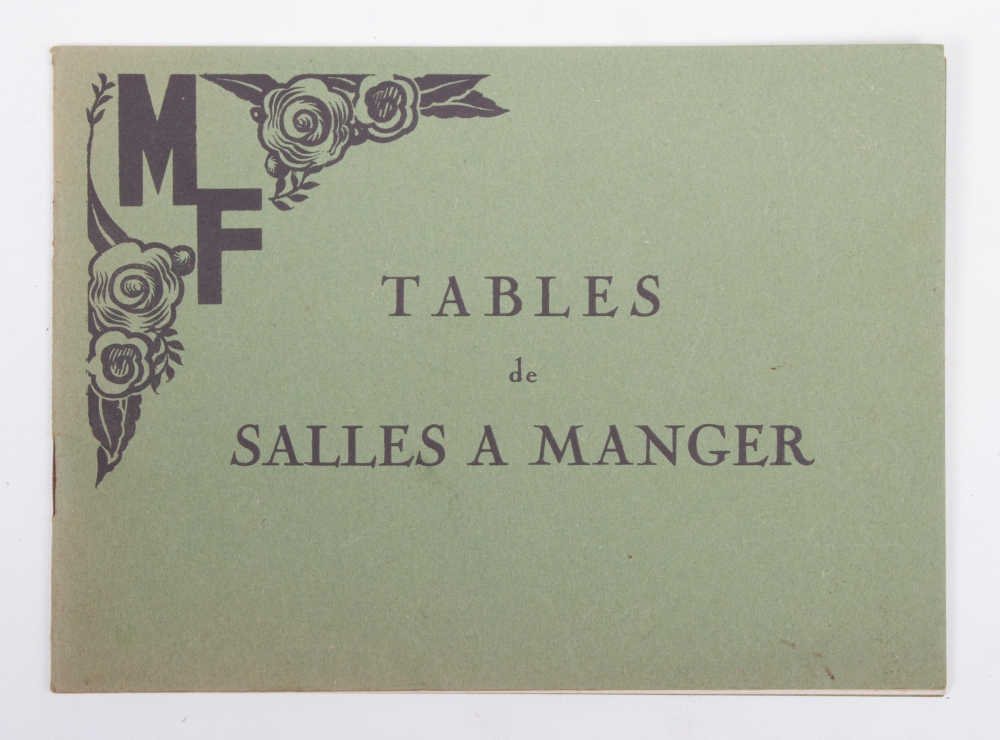 MF
TABLES
de
SALLES A MANGER